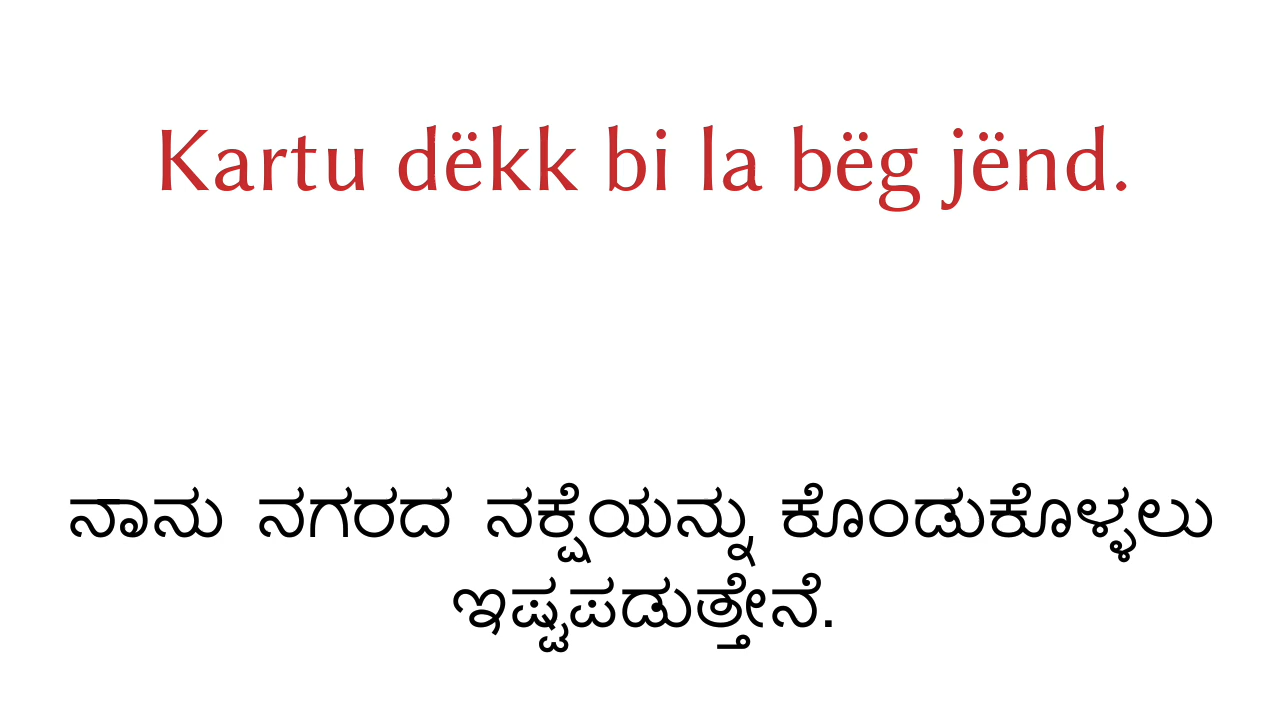 Kartu dëkk bi la bëg jënd.
ನಾನು ನಗರದ ನಕ್ಷೆಯನ್ನು ಕೊಂಡುಕೊಳ್ಳಲು
ಇಷ್ಟಪಡುತ್ತೇನೆ.